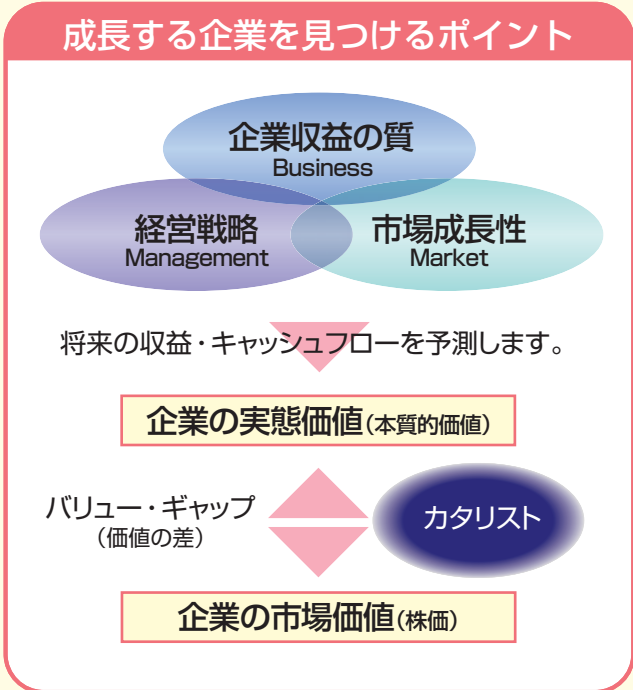 成長する企業を見つけるポイント
企業収益の質
Business
経営戦略
Management
市場成長性
Market
将来の収益・キャッシュフローを予測します。
企業の実態価値(本質的価値)
バリュー・ギャップ
(価値の差)
カタリスト
企業の市場価値(株価)